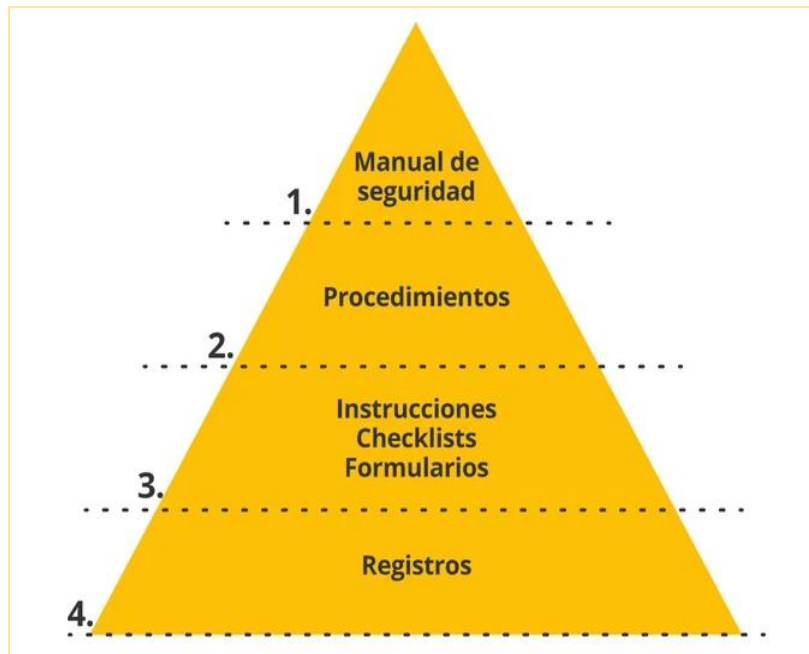 Manual de
seguridad
1.
Procedimientos
2.
Instrucciones
Checklists
Formularios
3.
Registros
4.